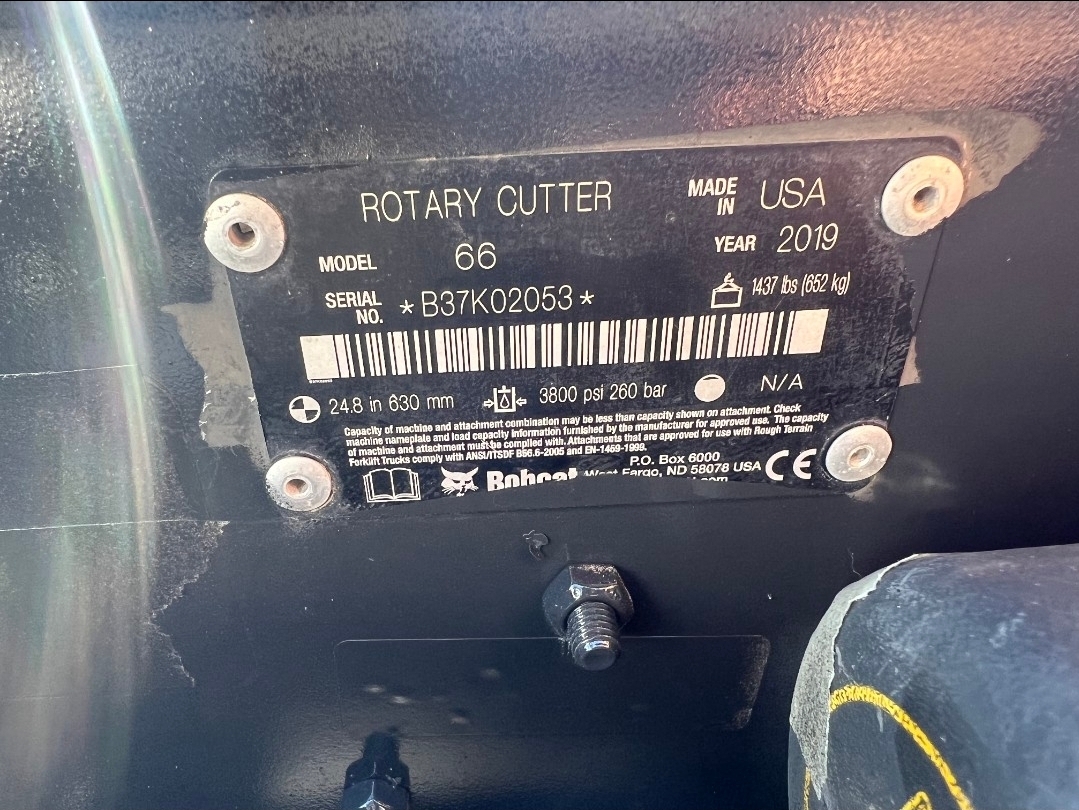 ROTARY CUTTER
MADE IN USA
MODEL 66
YEAR 2019
SERIAL NO. *B37K02053*
1437 lbs (652 kg)
24.8 in 630 mm
3800 psi 260 bar
N/A
Capacity of machine and attachment combination may be less than capacity shown on attachment. Check
machine nameplate and load capacity information furnished by the manufacturer for approved use. The capacity
of machine and attachment must be complied with. Attachments that are approved for use with Rough Terrain
Forklift Trucks comply with ANSI/ITSDF B56.6-2005 and EN-1459-1999.
Bobcat
P.O. Box 6000
West Fargo, ND 58078 USA
CE